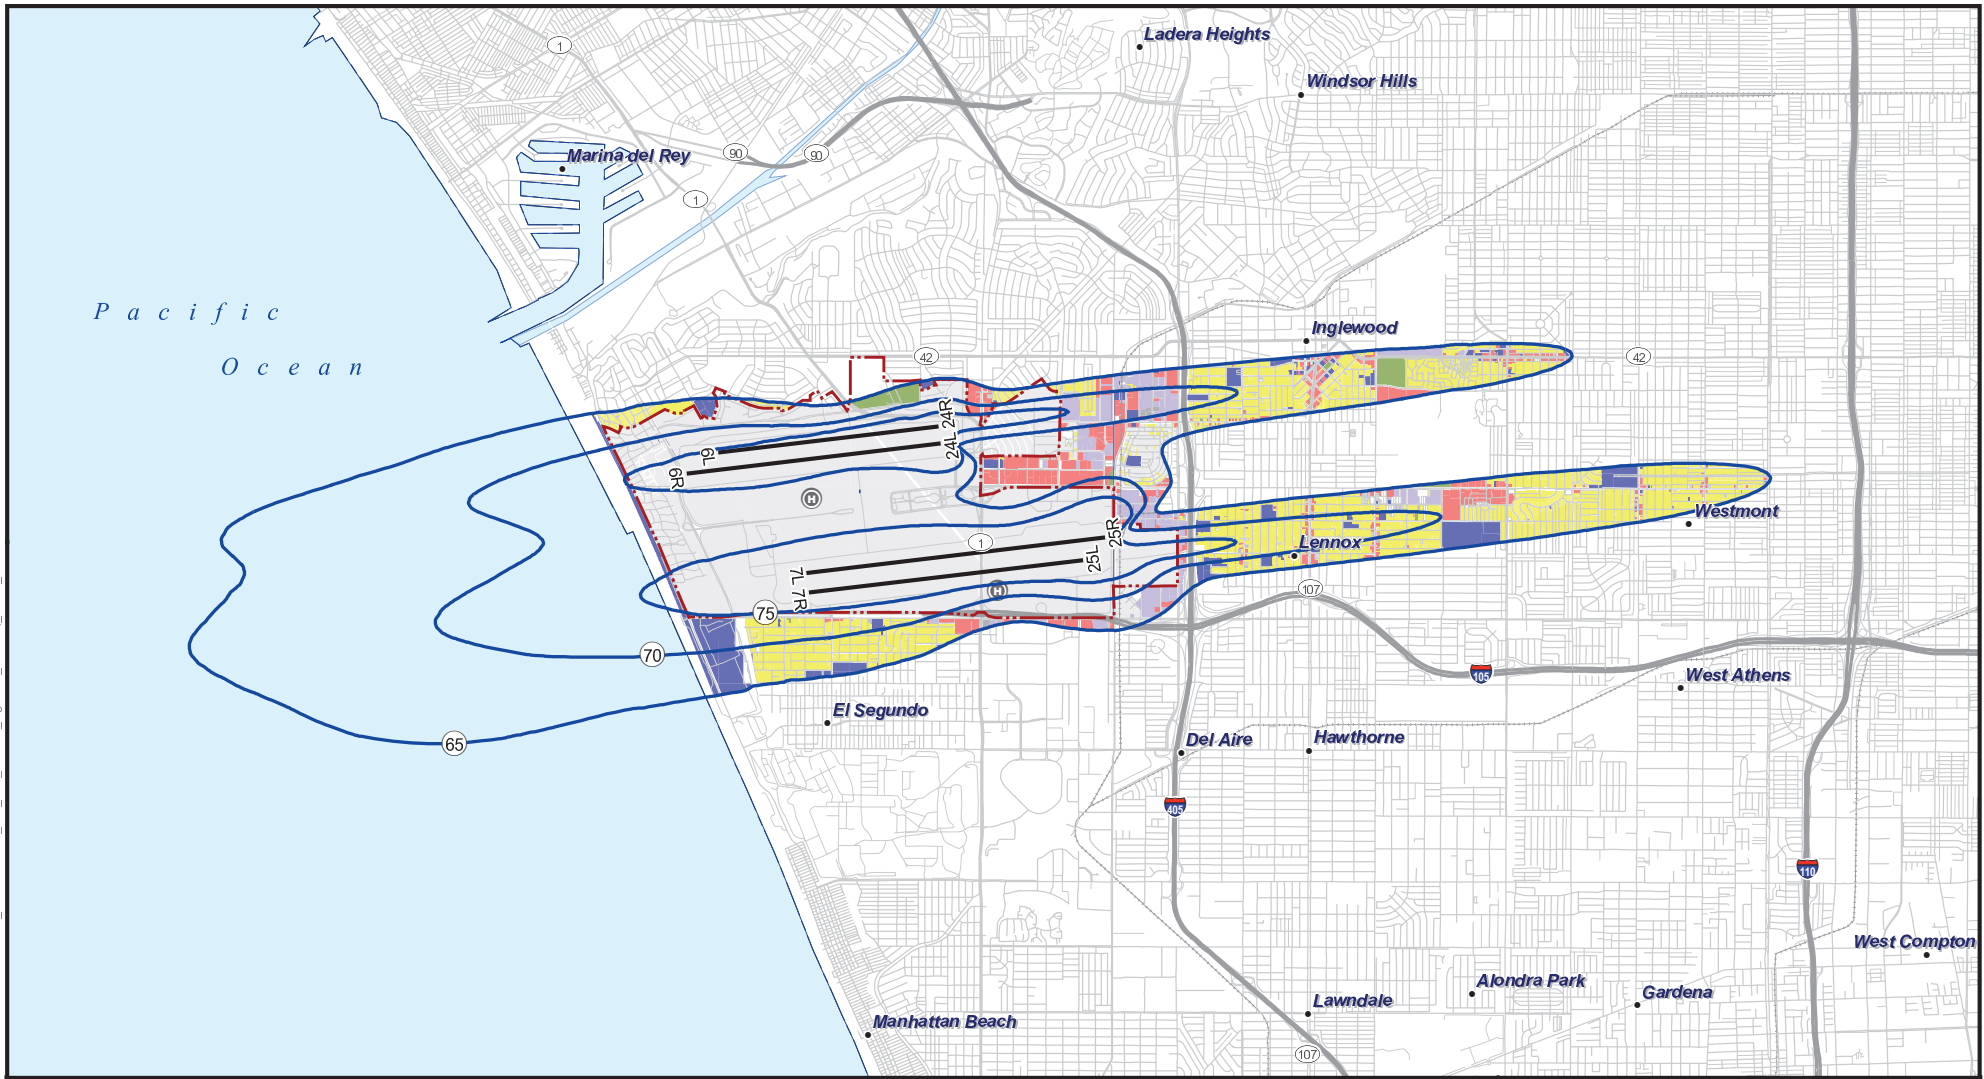 Ladera Heights
1
Windsor Hills
Marina del Rey
90
90
1
Pacific
Ocean
Inglewood
42
42
24R
24L
6L
6R
H
Westmont
25R
1
Lennox
25L
7L
7R
H
107
75
70
105
West Athens
El Segundo
65
Del Aire
Hawthorne
405
110
West Compton
Alondra Park
Gardena
Lawndale
Manhattan Beach
107